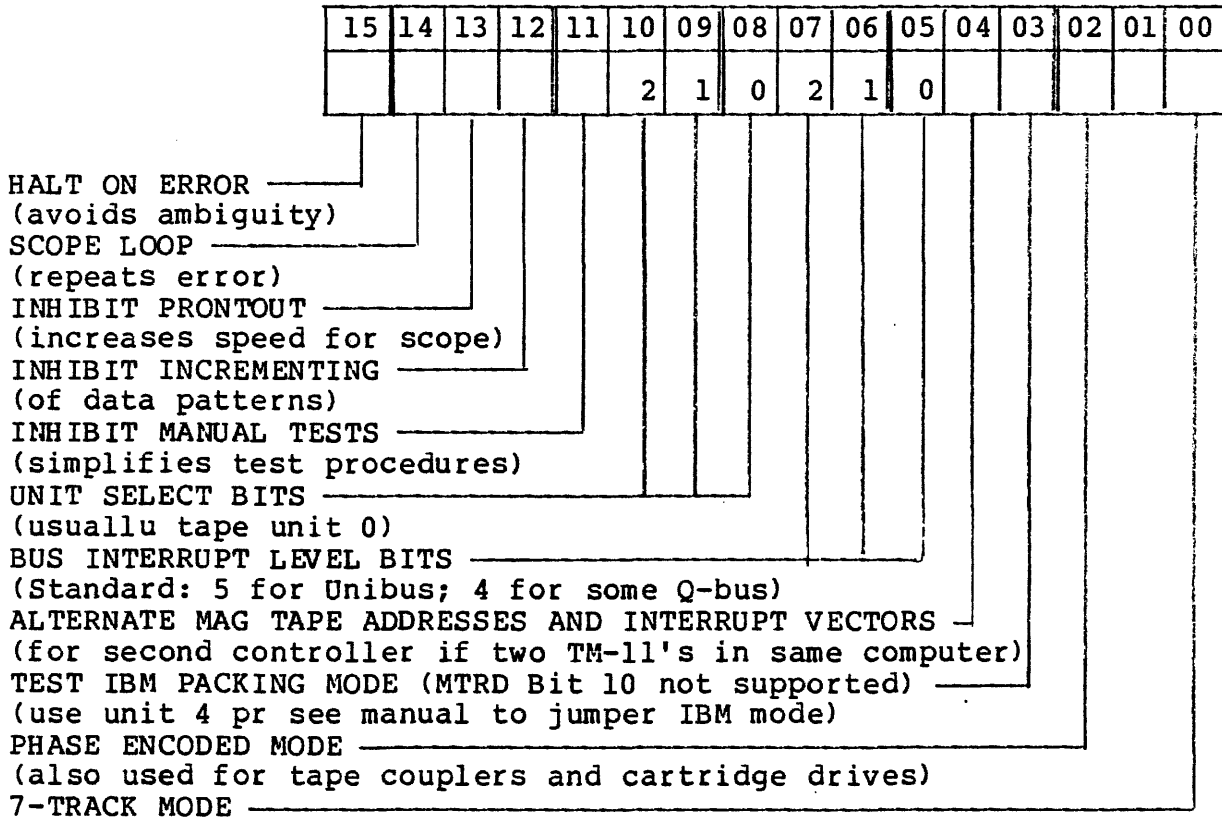 15 14 13 12 11 10 09 08 07 06 05 04 03 02 01 00
2 1 0 2 1 0
HALT ON ERROR
(avoids ambiguity)
SCOPE LOOP
(repeats error)
INHIBIT PRONTOUT
(increases speed for scope)
INHIBIT INCREMENTING
(of data patterns)
INHIBIT MANUAL TESTS
(simplifies test procedures)
UNIT SELECT BITS
(usuallu tape unit 0)
BUS INTERRUPT LEVEL BITS
(Standard: 5 for Unibus; 4 for some Q-bus)
ALTERNATE MAG TAPE ADDRESSES AND INTERRUPT VECTORS
(for second controller if two TM-11's in same computer)
TEST IBM PACKING MODE (MTRD Bit 10 not supported)
(use unit 4 pr see manual to jumper IBM mode)
PHASE ENCODED MODE
(also used for tape couplers and cartridge drives)
7-TRACK MODE